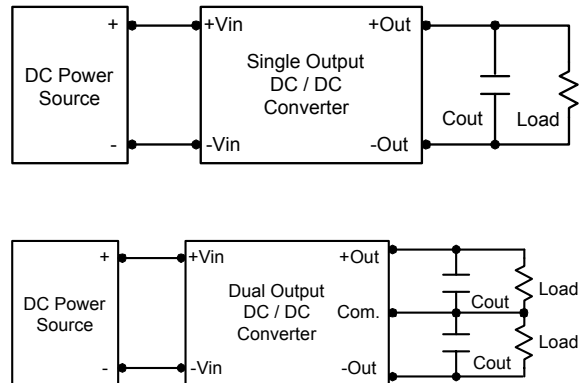 + +Vin +Out
Single Output
DC / DC
Converter
DC Power
Source
Cout Load
- -Vin -Out
+ +Vin +Out
Dual Output
DC / DC
Converter
DC Power
Source
Com.
Cout Load
Cout Load
- -Vin -Out